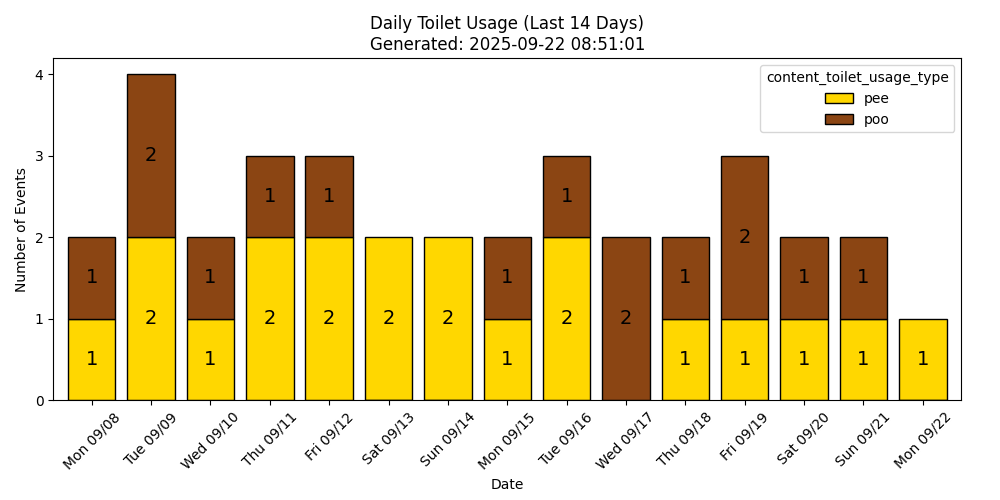 Daily Toilet Usage (Last 14 Days)
Generated: 2025-09-22 08:51:01
content_toilet_usage_type
pee
poo
Number of Events
4
3
2
1
0
1
1
2
2
1
1
1
2
1
2
2
2
1
1
1
2
2
1
1
2
1
1
1
1
1
1
Mon 09/08
Tue 09/09
Wed 09/10
Thu 09/11
Fri 09/12
Sat 09/13
Sun 09/14
Mon 09/15
Tue 09/16
Wed 09/17
Thu 09/18
Fri 09/19
Sat 09/20
Sun 09/21
Mon 09/22
Date